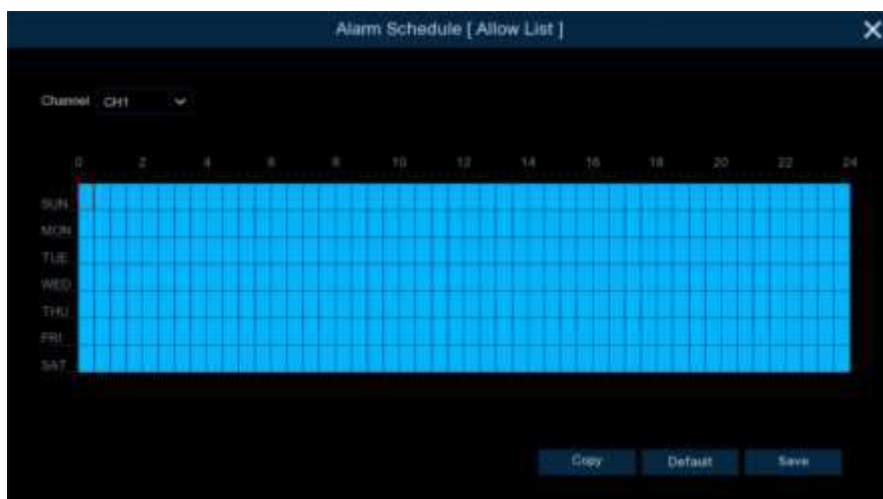 Alarm Schedule [ Allow List ]
Channel CH1
0 2 4 6 8 10 12 14 16 18 20 22 24
SUN
MON
TUE
WED
THU
FRI
SAT
Copy Default Save